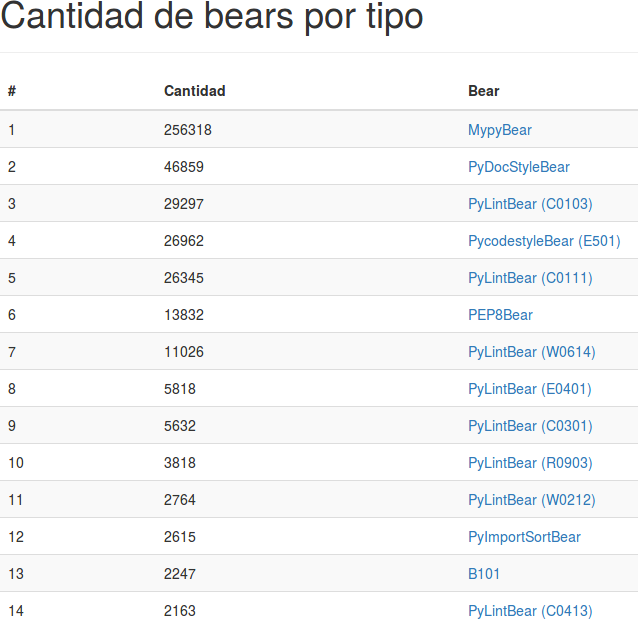 Cantidad de bears por tipo
# Cantidad Bear
1 256318 MypyBear
2 46859 PyDocStyleBear
3 29297 PyLintBear (C0103)
4 26962 PycodestyleBear (E501)
5 26345 PyLintBear (C0111)
6 13832 PEP8Bear
7 11026 PyLintBear (W0614)
8 5818 PyLintBear (E0401)
9 5632 PyLintBear (C0301)
10 3818 PyLintBear (R0903)
11 2764 PyLintBear (W0212)
12 2615 PyImportSortBear
13 2247 B101
14 2163 PyLintBear (C0413)